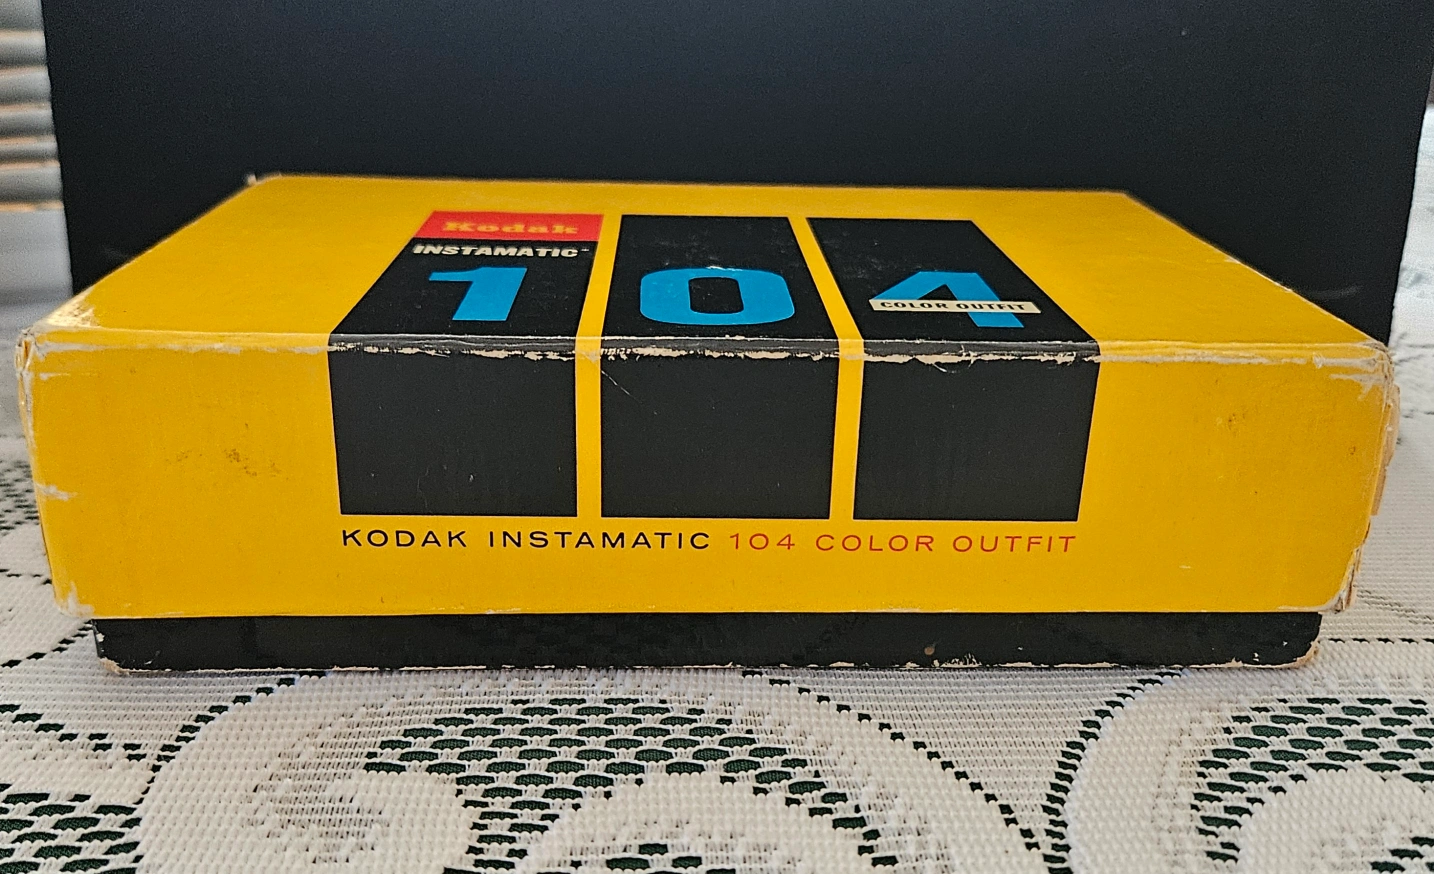 Kodak
INSTAMATIC
104
COLOR OUTFIT
KODAK INSTAMATIC 104 COLOR OUTFIT